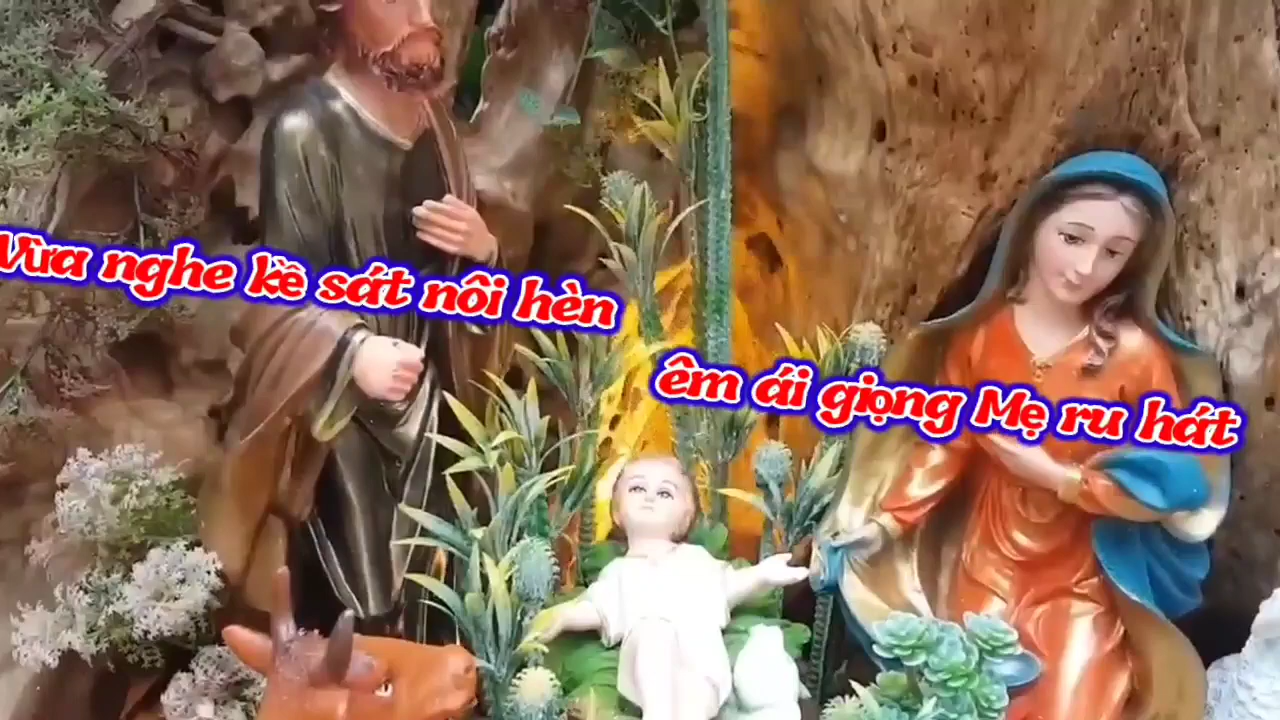 Vừa nghe kề sát nôi hèn
êm ái giọng Mẹ ru hát